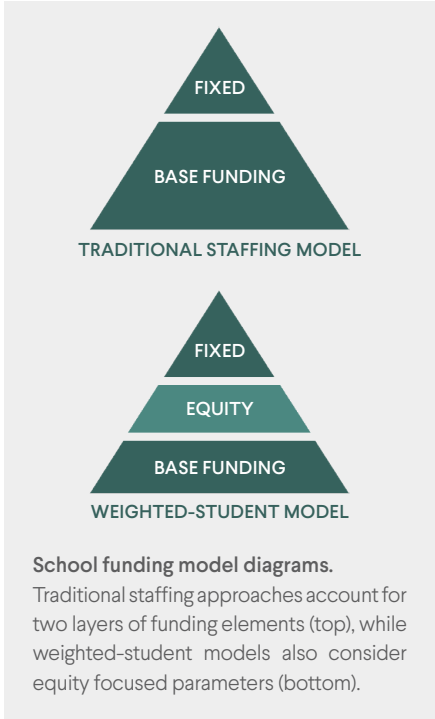 FIXED
BASE FUNDING
TRADITIONAL STAFFING MODEL
FIXED
EQUITY
BASE FUNDING
WEIGHTED-STUDENT MODEL
School funding model diagrams.
Traditional staffing approaches account for
two layers of funding elements (top), while
weighted-student models also consider
equity focused parameters (bottom).